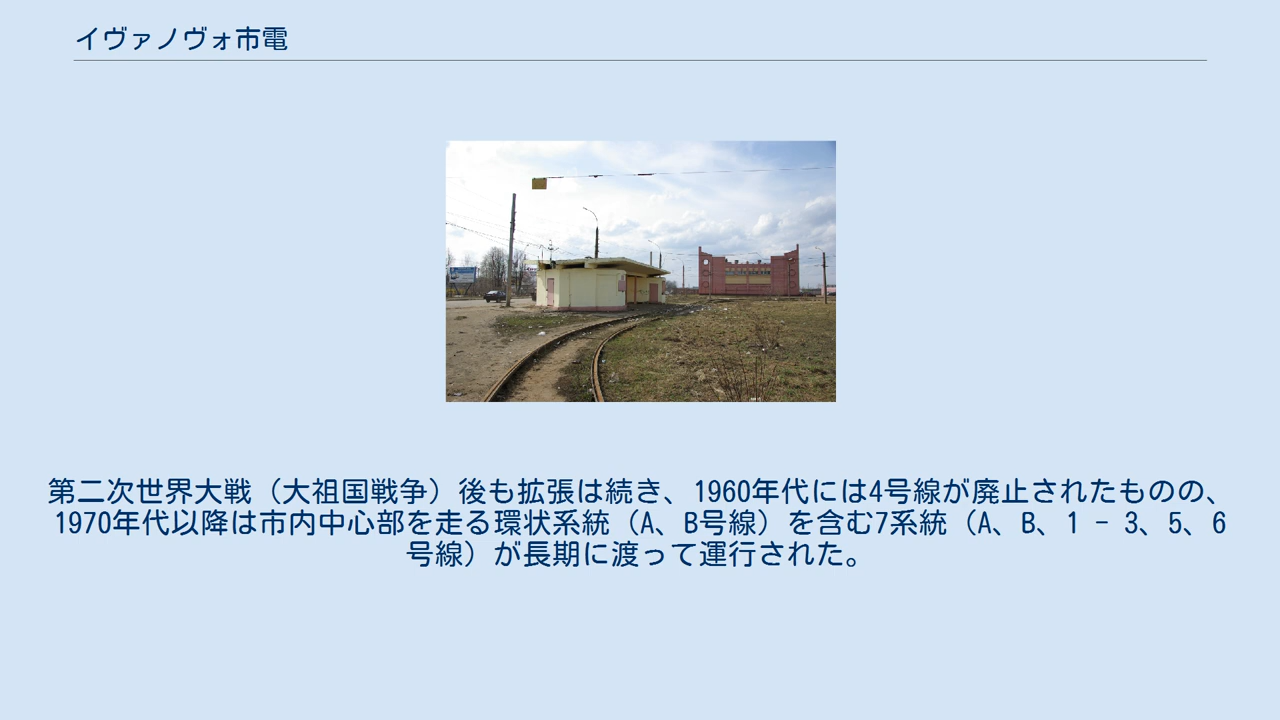 イヴァノヴォ市電
第二次世界大戦（大祖国戦争）後も拡張は続き、1960年代には4号線が廃止されたものの、
1970年代以降は市内中心部を走る環状系統（A、B号線）を含む7系統（A、B、1 - 3、5、6
号線）が長期に渡って運行された。